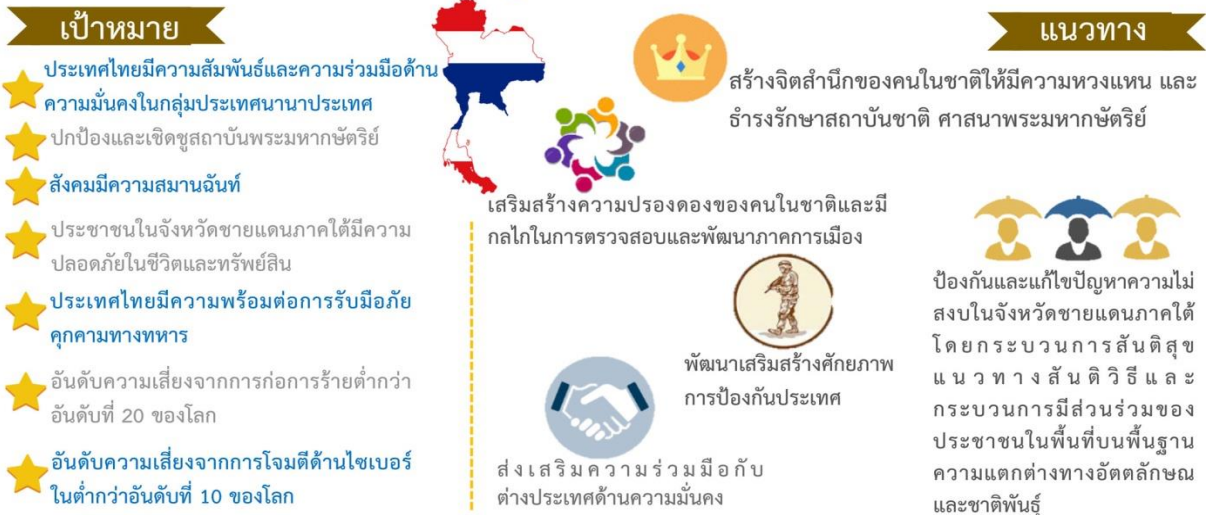 เป้าหมาย
ประเทศไทยมีความสัมพันธ์และความร่วมมือด้าน
ความมั่นคงในกลุ่มประเทศนานาประเทศ
ปกป้องและเชิดชูสถาบันพระมหากษัตริย์
สังคมมีความสมานฉันท์
ประชาชนในจังหวัดชายแดนภาคใต้มีความ
ปลอดภัยในชีวิตและทรัพย์สิน
ประเทศไทยมีความพร้อมต่อการรับมือภัย
คุกคามทางทหาร
อันดับความเสี่ยงจากการก่อการร้ายต่ำกว่า
อันดับที่ 20 ของโลก
อันดับความเสี่ยงจากการโจมตีด้านไซเบอร์
ในต่ำกว่าอันดับที่ 10 ของโลก
แนวทาง
สร้างจิตสำนึกของคนในชาติให้มีความหวงแหน และ
ธำรงรักษาสถาบันชาติ ศาสนาพระมหากษัตริย์
เสริมสร้างความปรองดองของคนในชาติและมี
กลไกในการตรวจสอบและพัฒนาภาคการเมือง
พัฒนาเสริมสร้างศักยภาพ
การป้องกันประเทศ
ส่งเสริมความร่วมมือกับ
ต่างประเทศด้านความมั่นคง
ป้องกันและแก้ไขปัญหาความไม่
สงบในจังหวัดชายแดนภาคใต้
โดยกระบวนการสันติสุข
แนวทางสันติวิธีและ
กระบวนการมีส่วนร่วมของ
ประชาชนในพื้นที่บนพื้นฐาน
ความแตกต่างทางอัตตลักษณ
และชาติพันธุ์